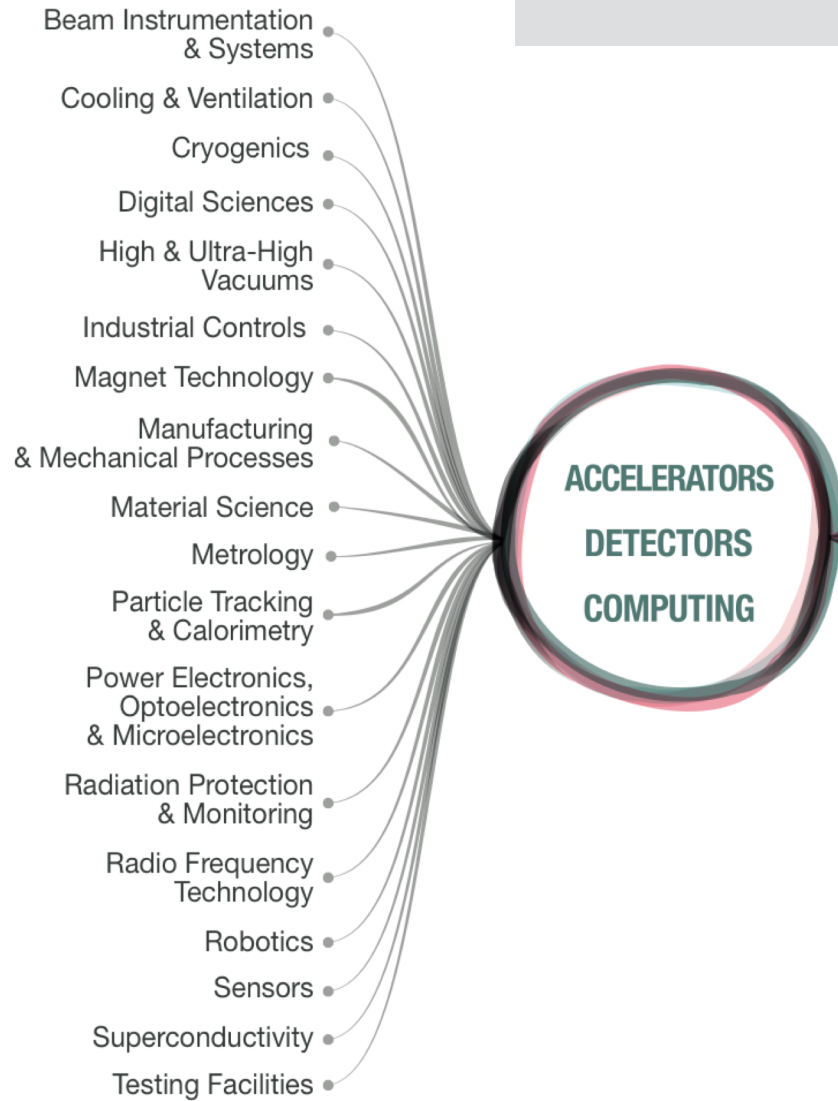 Beam Instrumentation
& Systems
Cooling & Ventilation
Cryogenics
Digital Sciences
High & Ultra-High
Vacuums
Industrial Controls
Magnet Technology
Manufacturing
& Mechanical Processes
Material Science
Metrology
Particle Tracking
& Calorimetry
Power Electronics,
Optoelectronics
& Microelectronics
Radiation Protection
& Monitoring
Radio Frequency
Technology
Robotics
Sensors
Superconductivity
Testing Facilities
ACCELERATORS
DETECTORS
COMPUTING